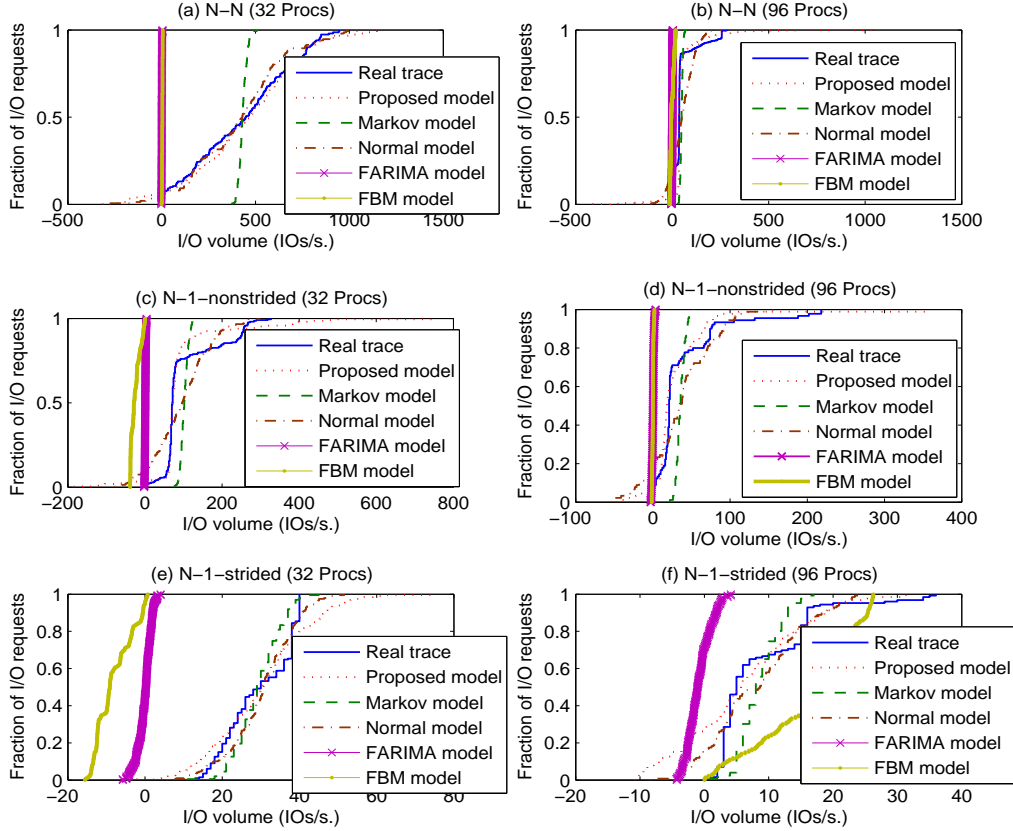 (a) N−N (32 Procs)
Fraction of I/O requests
1
0.5
0
−500
0
500
1000
1500
I/O volume (IOs/s.)
Real trace
Proposed model
Markov model
Normal model
FARIMA model
FBM model
(b) N−N (96 Procs)
Fraction of I/O requests
1
0.5
0
−500
0
500
1000
1500
I/O volume (IOs/s.)
Real trace
Proposed model
Markov model
Normal model
FARIMA model
FBM model
(c) N−1−nonstrided (32 Procs)
Fraction of I/O requests
1
0.5
0
−200
0
200
400
600
800
I/O volume (IOs/s.)
Real trace
Proposed model
Markov model
Normal model
FARIMA model
FBM model
(d) N−1−nonstrided (96 Procs)
Fraction of I/O requests
1
0.8
0.6
0.4
0.2
0
−100
0
100
200
300
400
I/O volume (IOs/s.)
Real trace
Proposed model
Markov model
Normal model
FARIMA model
FBM model
(e) N−1−strided (32 Procs)
Fraction of I/O requests
1
0.8
0.6
0.4
0.2
0
−20
0
20
40
60
80
I/O volume (IOs/s.)
Real trace
Proposed model
Markov model
Normal model
FARIMA model
FBM model
(f) N−1−strided (96 Procs)
Fraction of I/O requests
1
0.8
0.6
0.4
0.2
0
−20
−10
0
10
20
30
40
I/O volume (IOs/s.)
Real trace
Proposed model
Markov model
Normal model
FARIMA model
FBM model